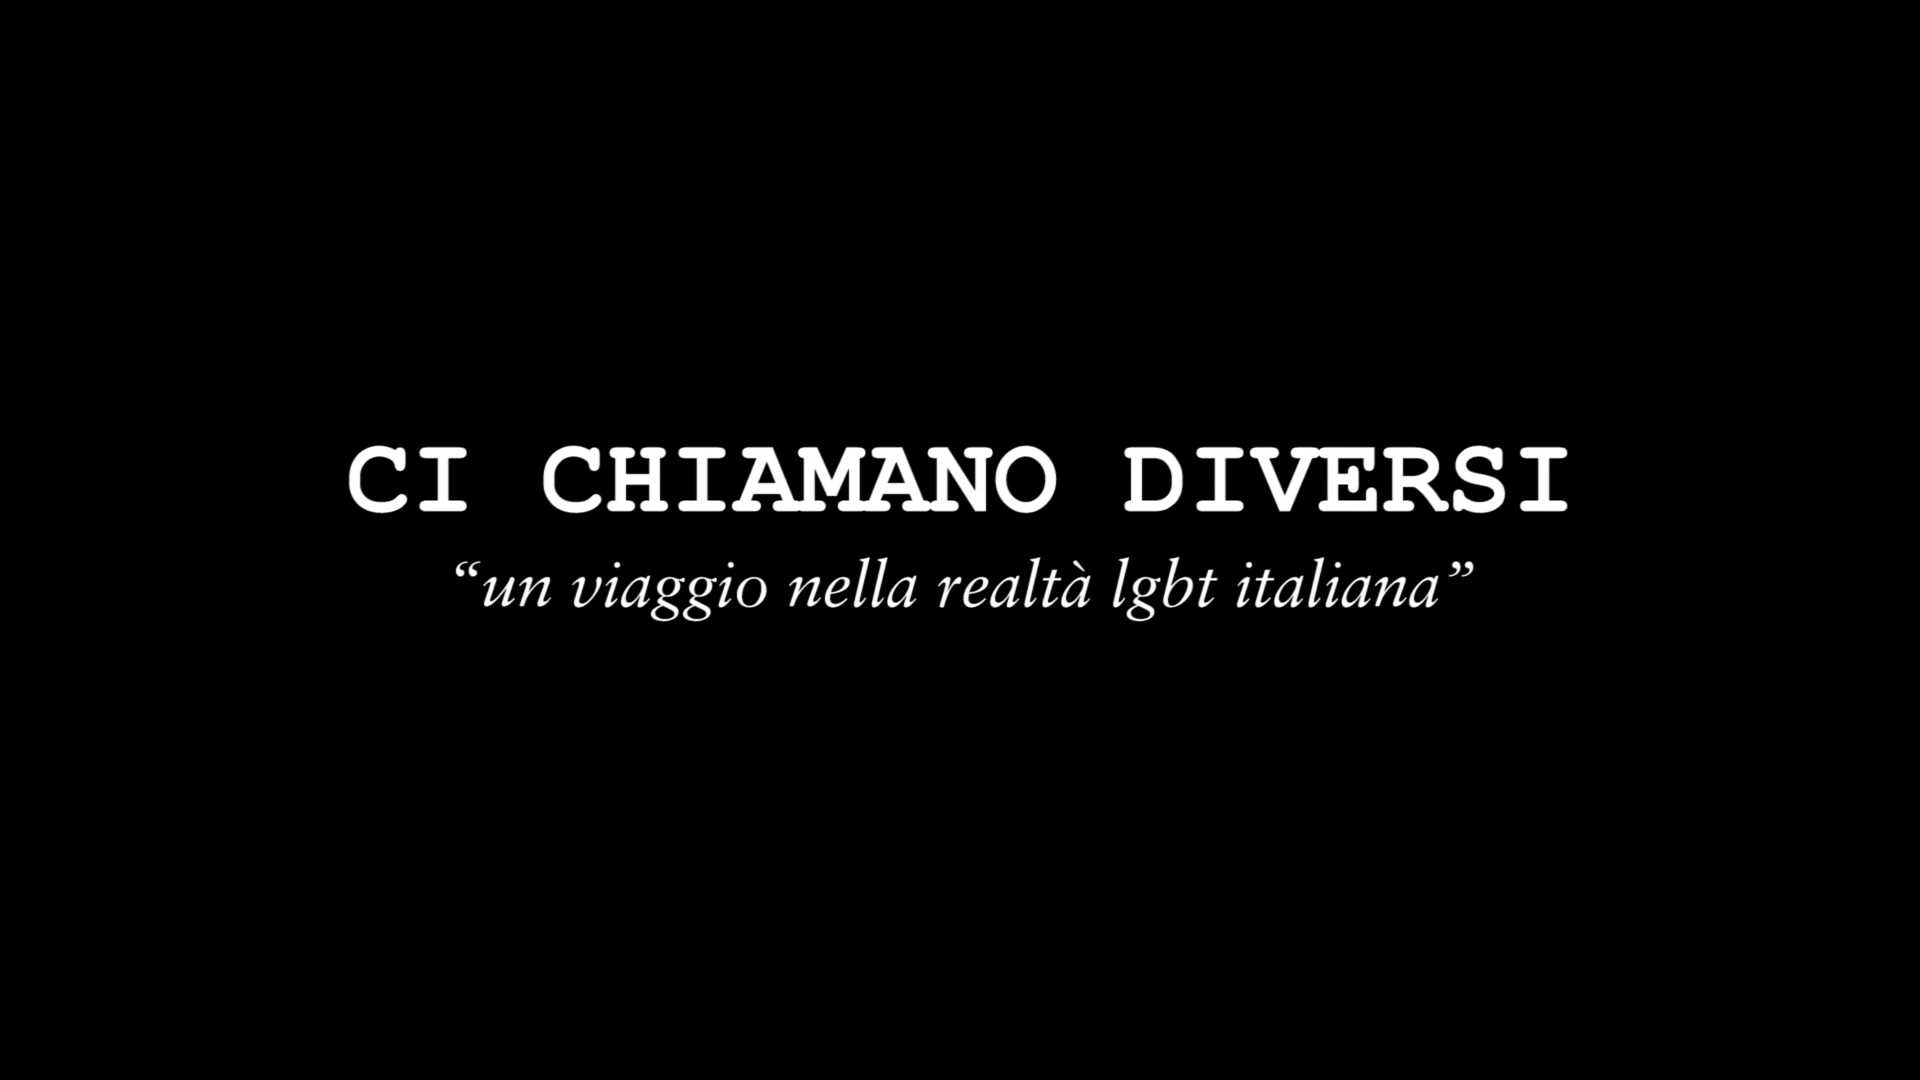 CI CHIAMANO DIVERSI
“un viaggio nella realtà lgbt italiana”